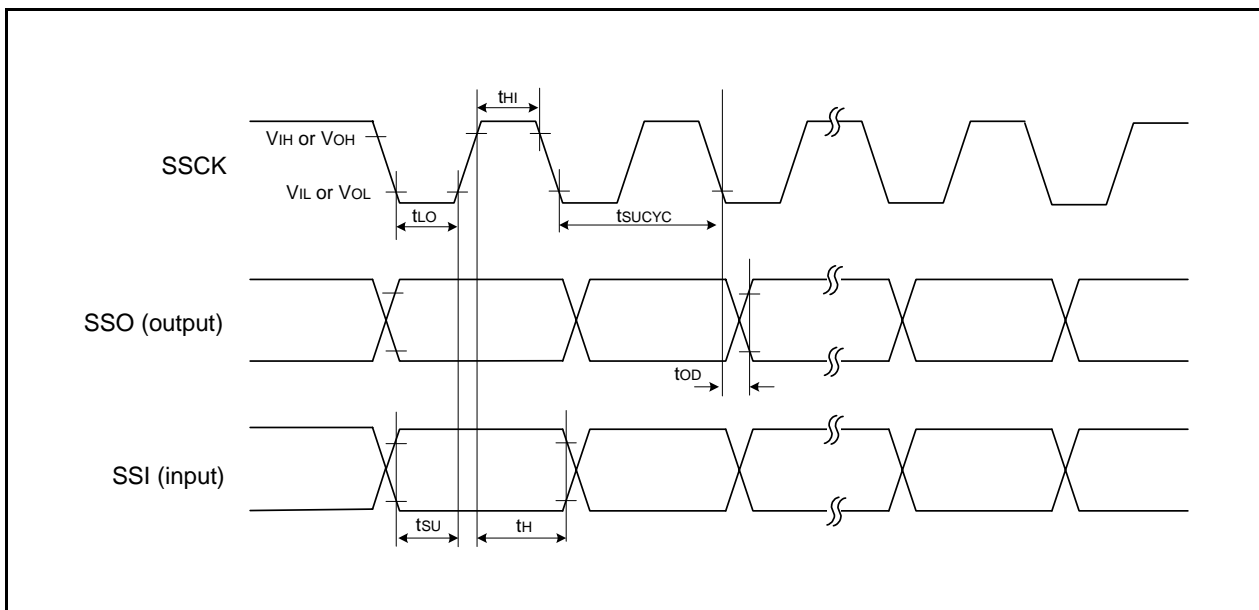 tHI
VIH or VOH
SSCK
VIL or VOL
tLO
tSUCYC
SSO (output)
tOD
SSI (input)
tSU
tH